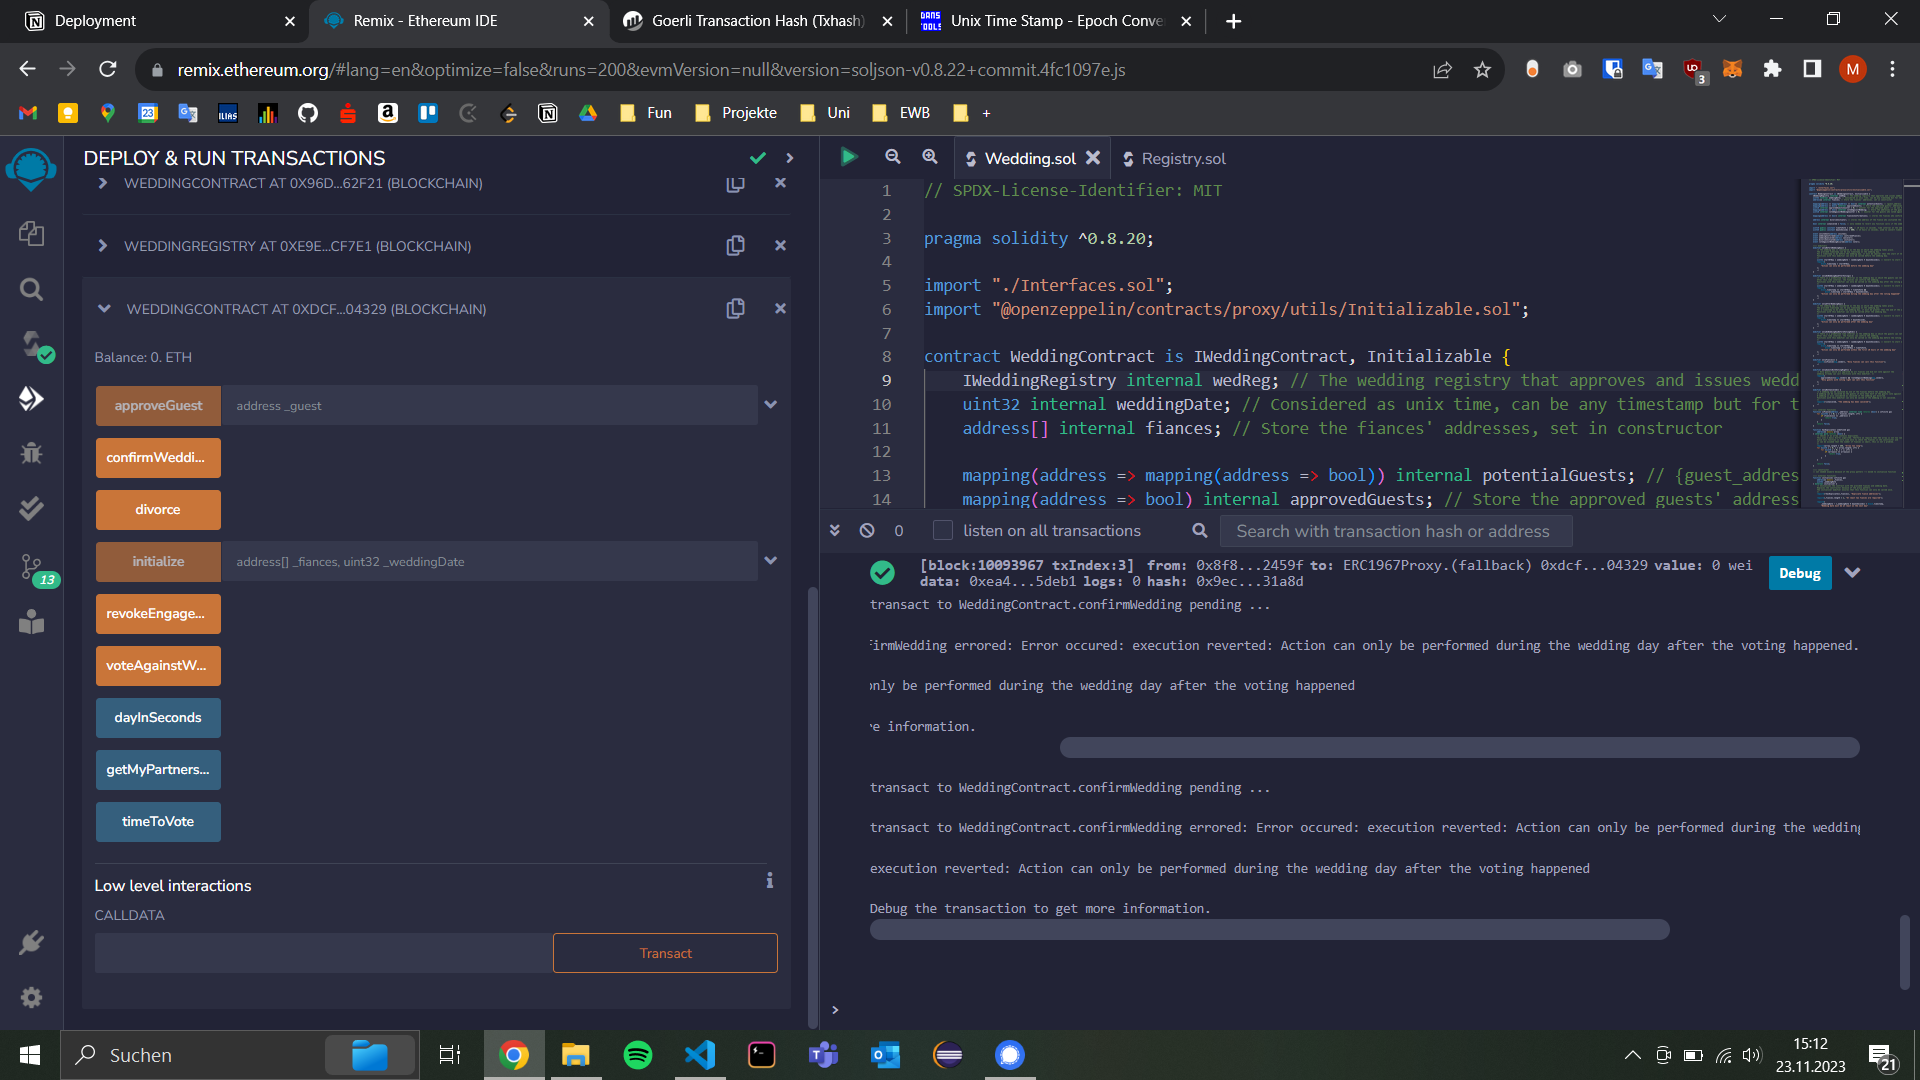 Deployment
Remix - Ethereum IDE
Goerli Transaction Hash (Txhash)
Unix Time Stamp - Epoch Conve
remix.ethereum.org/#lang=en&optimize=false&runs=200&evmVersion=null&version=soljson-v0.8.22+commit.4fc1097e.js
3
M
23
ILIAS
Fun
Projekte
Uni
EWB
+
DEPLOY & RUN TRANSACTIONS
WEDDINGCONTRACT AT 0X96D...62F21 (BLOCKCHAIN)
WEDDINGREGISTRY AT 0XE9E...CF7E1 (BLOCKCHAIN)
WEDDINGCONTRACT AT 0XDCF...04329 (BLOCKCHAIN)
Balance: 0. ETH
approveGuest
address _guest
confirmWeddi...
divorce
initialize
address[] _fiances, uint32 _weddingDate
revokeEngage...
voteAgainstW...
dayInSeconds
getMyPartners...
timeToVote
Low level interactions
CALLDATA
Transact
13
Wedding.sol
Registry.sol
1 // SPDX-License-Identifier: MIT
2
3 pragma solidity ^0.8.20;
4
5 import "./Interfaces.sol";
6 import "@openzeppelin/contracts/proxy/utils/Initializable.sol";
7
8 contract WeddingContract is IWeddingContract, Initializable {
9 IWeddingRegistry internal wedReg; // The wedding registry that approves and issues wedd
10 uint32 internal weddingDate; // Considered as unix time, can be any timestamp but for t
11 address[] internal fiances; // Store the fiances' addresses, set in constructor
12
13 mapping(address => mapping(address => bool)) internal potentialGuests; // {guest_addres
14 mapping(address => bool) internal approvedGuests; // Store the approved guests' address
0
listen on all transactions
Search with transaction hash or address
[block:10093967 txIndex:3] from: 0x8f8...2459f to: ERC1967Proxy.(fallback) 0xdcf...04329 value: 0 wei
data: 0xea4...5deb1 logs: 0 hash: 0x9ec...31a8d
Debug
transact to WeddingContract.confirmWedding pending ...
firmWedding errored: Error occured: execution reverted: Action can only be performed during the wedding day after the voting happened.
only be performed during the wedding day after the voting happened
re information.
transact to WeddingContract.confirmWedding pending ...
transact to WeddingContract.confirmWedding errored: Error occured: execution reverted: Action can only be performed during the wedding
execution reverted: Action can only be performed during the wedding day after the voting happened
Debug the transaction to get more information.
>
Suchen
15:12
23.11.2023
21